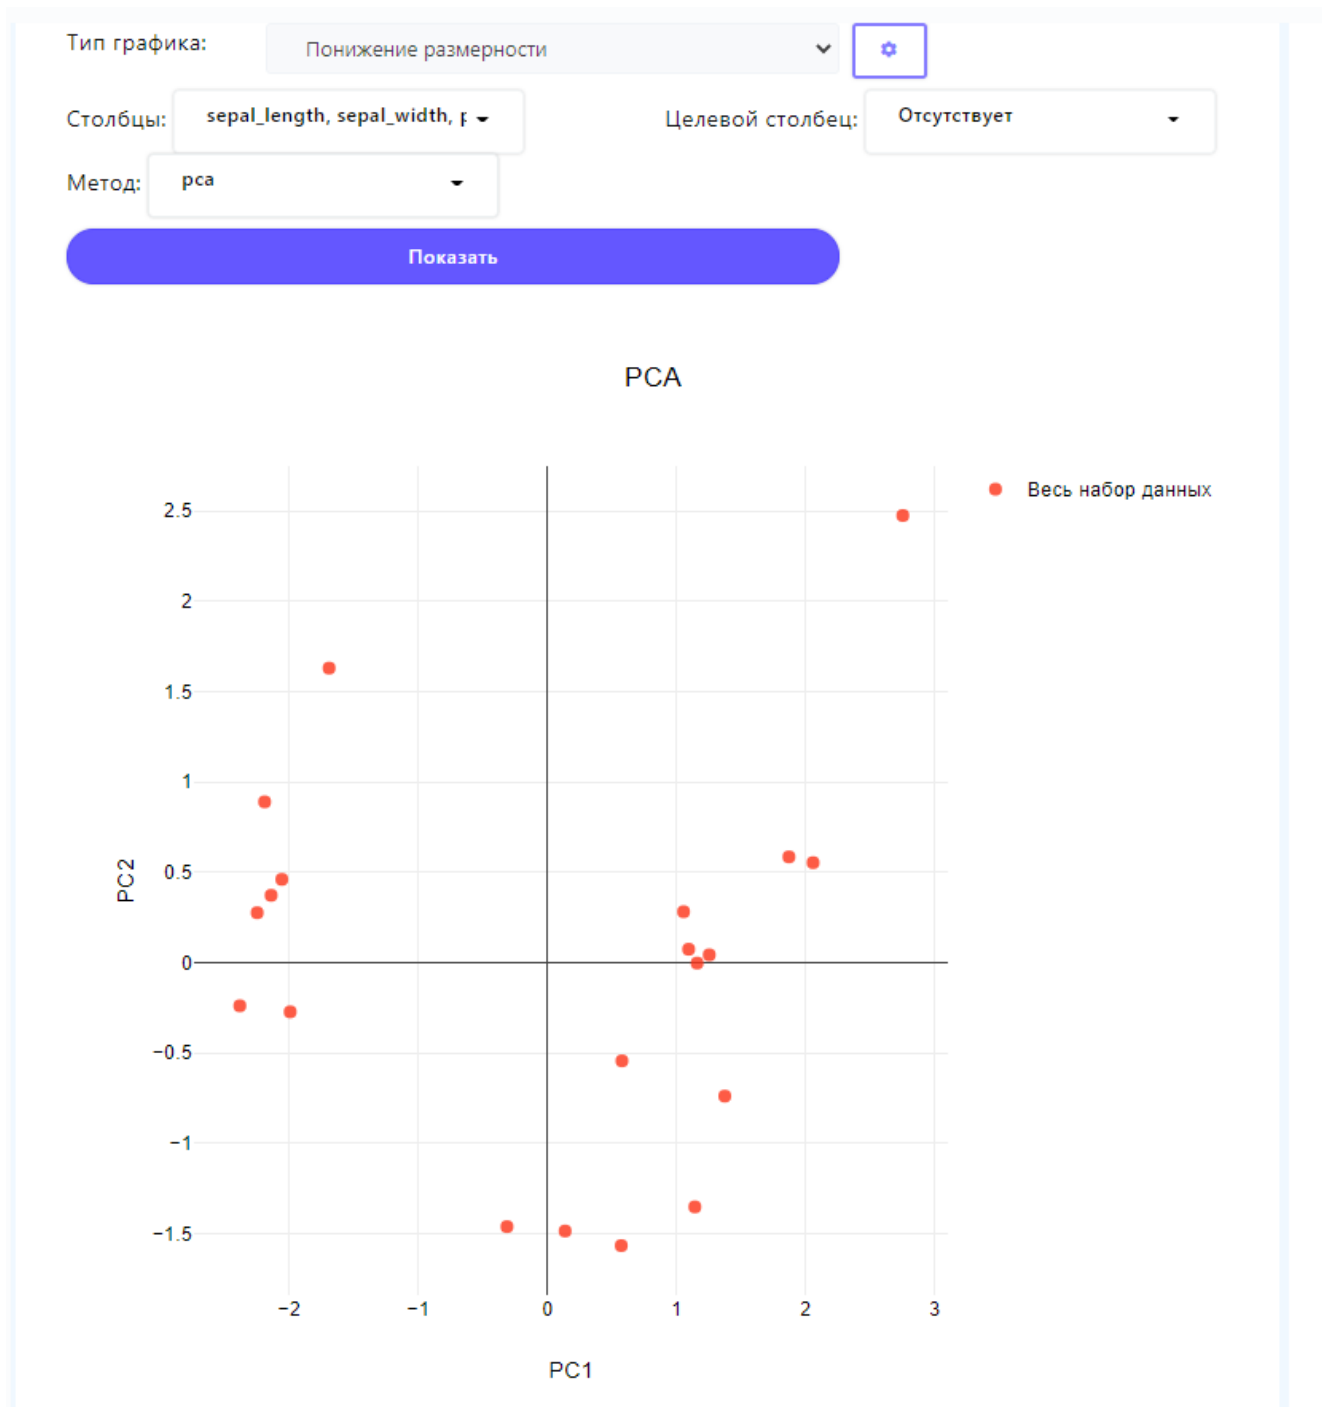 Тип графика: Понижение размерности
Столбцы: sepal_length, sepal_width, Целевой столбец: Отсутствует
Метод: pca
Показать
PCA
Весь набор данных
2.5
2
1.5
1
0.5
0
−0.5
−1
−1.5
PC2
−2 −1 0 1 2 3
PC1